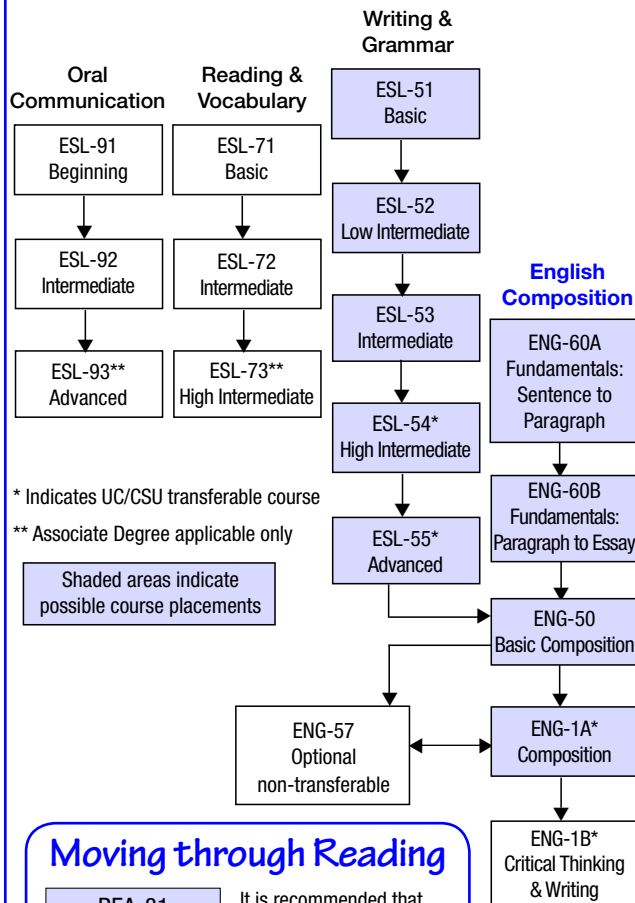 Writing &
Grammar
Oral
Communication
Reading &
Vocabulary
ESL-51
Basic
ESL-91
Beginning
ESL-71
Basic
ESL-52
Low Intermediate
ESL-92
Intermediate
ESL-72
Intermediate
English
Composition
ESL-53
Intermediate
ENG-60A
Fundamentals:
Sentence to
Paragraph
ESL-93**
Advanced
ESL-73**
High Intermediate
ESL-54*
High Intermediate
* Indicates UC/CSU transferable course
** Associate Degree applicable only
ENG-60B
Fundamentals:
Paragraph to Essay
ESL-55*
Advanced
Shaded areas indicate
possible course placements
ENG-50
Basic Composition
ENG-57
Optional
non-transferable
ENG-1A*
Composition
ENG-1B*
Critical Thinking
& Writing
Moving through Reading
It is recommended that